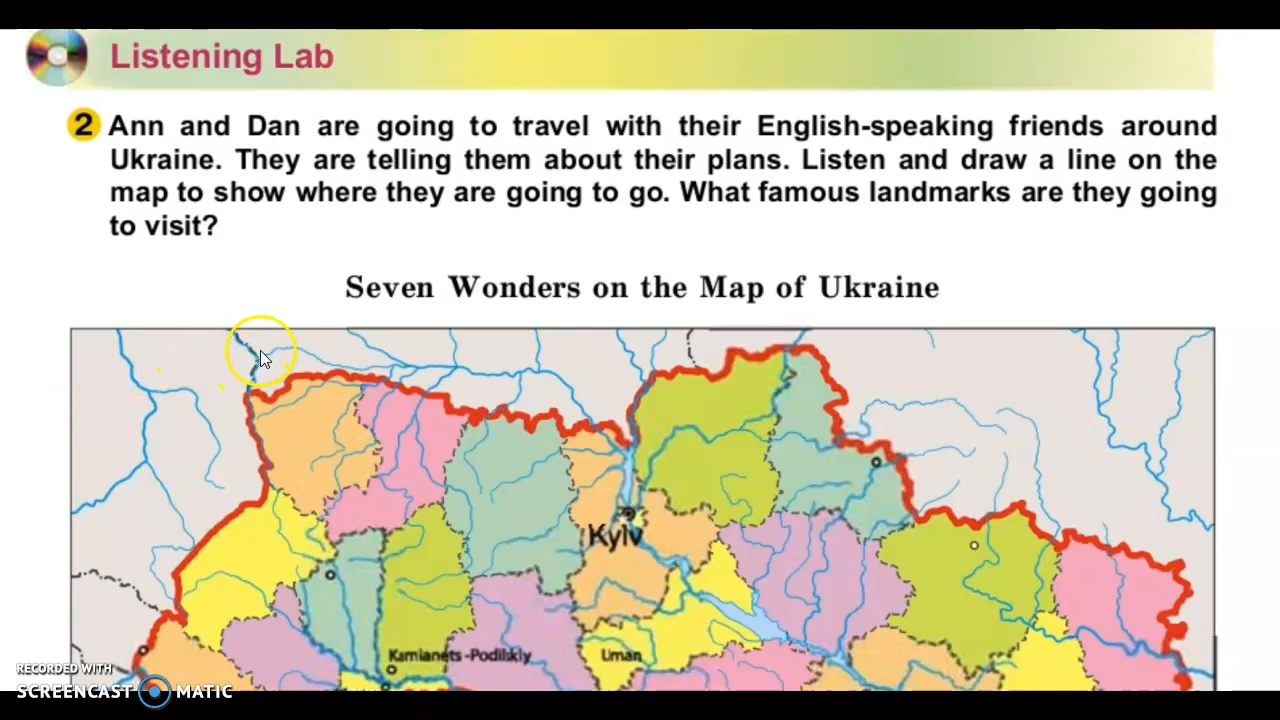 Listening Lab
2 Ann and Dan are going to travel with their English-speaking friends around
Ukraine. They are telling them about their plans. Listen and draw a line on the
map to show where they are going to go. What famous landmarks are they going
to visit?
Seven Wonders on the Map of Ukraine
Kyiv
Kamianets -Podilskiy
Uman
RECORDED WITH
SCREENCAST MATIC